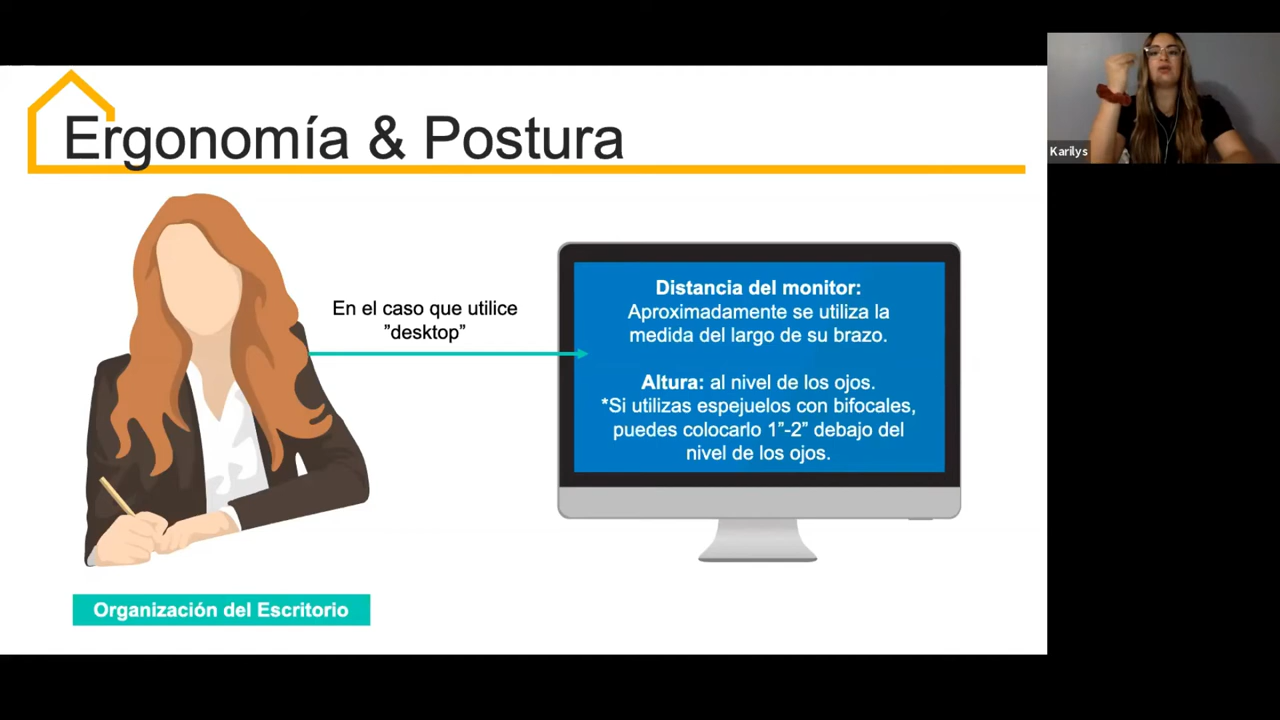 Ergonomía & Postura
Karilys
En el caso que utilice
”desktop”
Distancia del monitor:
Aproximadamente se utiliza la
medida del largo de su brazo.
Altura: al nivel de los ojos.
*Si utilizas espejuelos con bifocales,
puedes colocarlo 1”-2” debajo del
nivel de los ojos.
Organización del Escritorio